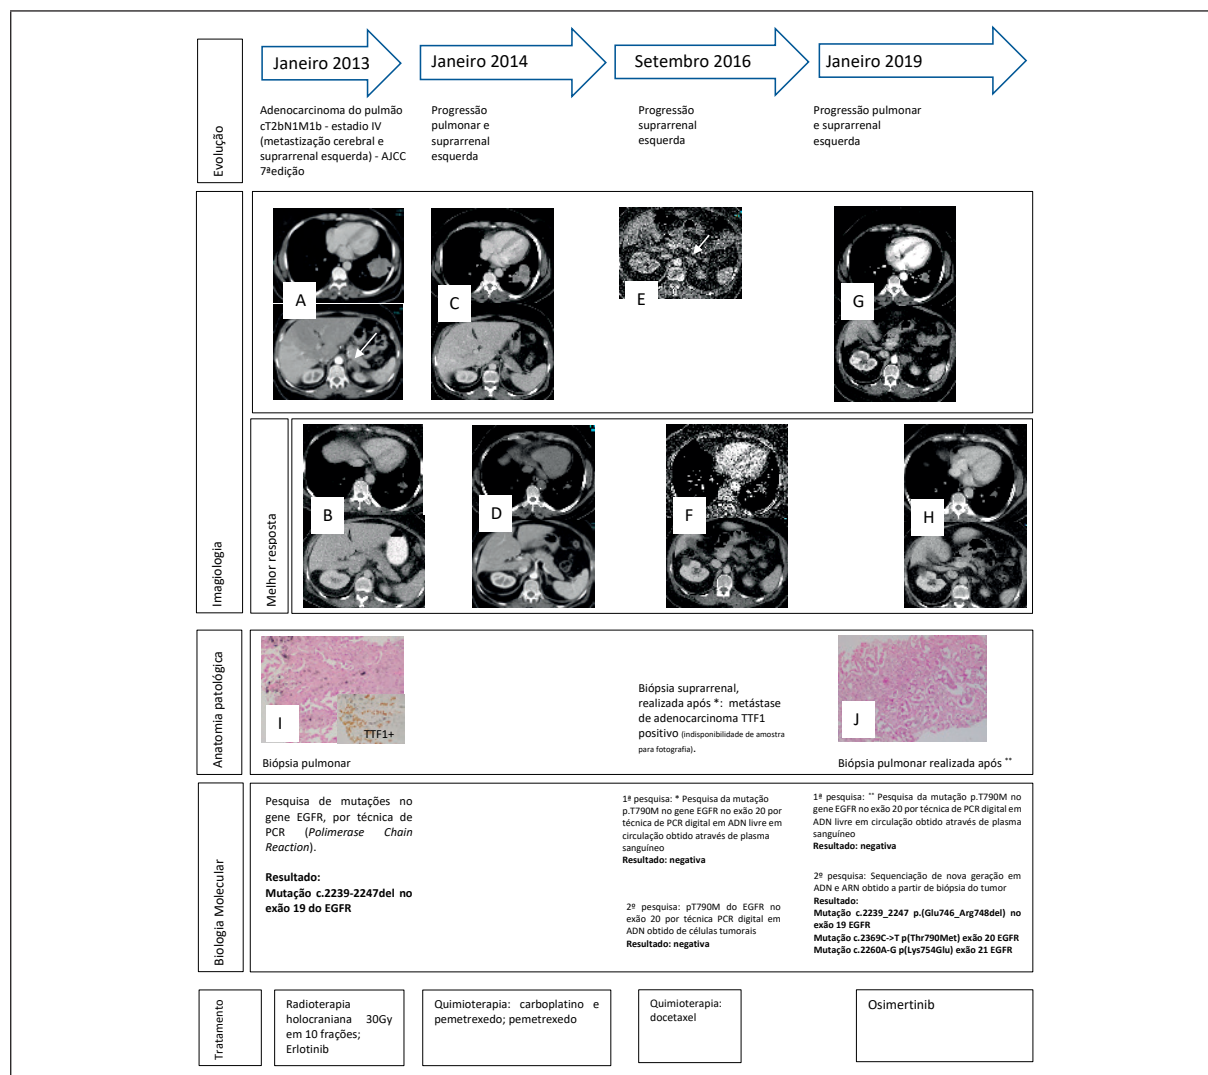 Janeiro 2013
Janeiro 2014
Setembro 2016
Janeiro 2019
Evolução
Adenocarcinoma do pulmão
cT2bN1M1b - estadio IV
(metastização cerebral e
suprarrenal esquerda) - AJCC
7ªedição
Progressão
pulmonar e
suprarrenal
esquerda
Progressão
suprarrenal
esquerda
Progressão pulmonar
e suprarrenal
esquerda
Imagiologia
A
C
E
G
Melhor resposta
B
D
F
H
Anatomia patológica
I
TTF1+
Biópsia pulmonar
Biópsia suprarrenal,
realizada após *: metástase
de adenocarcinoma TTF1
positivo (indisponibilidade de amostra
para fotografia).
J
Biópsia pulmonar realizada após **
Biologia Molecular
Pesquisa de mutações no
gene EGFR, por técnica de
PCR (Polimerase Chain
Reaction).
Resultado:
Mutação c.2239-2247del no
exão 19 do EGFR
1ª pesquisa: * Pesquisa da mutação
p.T790M no gene EGFR no exão 20 por
técnica de PCR digital em ADN livre em
circulação obtido através de plasma
sanguíneo
Resultado: negativa
2º pesquisa: pT790M do EGFR no
exão 20 por técnica PCR digital em
ADN obtido de células tumorais
Resultado: negativa
1ª pesquisa: ** Pesquisa da mutação p.T790M no
gene EGFR no exão 20 por técnica de PCR digital em
ADN livre em circulação obtido através de plasma
sanguíneo
Resultado: negativa
2ª pesquisa: Sequenciação de nova geração em
ADN e ARN obtido a partir de biópsia do tumor
Resultado:
Mutação c.2239_2247 p.(Glu746_Arg748del) no
exão 19 EGFR
Mutação c.2369C->T p(Thr790Met) exão 20 EGFR
Mutação c.2260A-G p(Lys754Glu) exão 21 EGFR
Tratamento
Radioterapia
holocraniana 30Gy
em 10 frações;
Erlotinib
Quimioterapia: carboplatino e
pemetrexedo; pemetrexedo
Quimioterapia:
docetaxel
Osimertinib